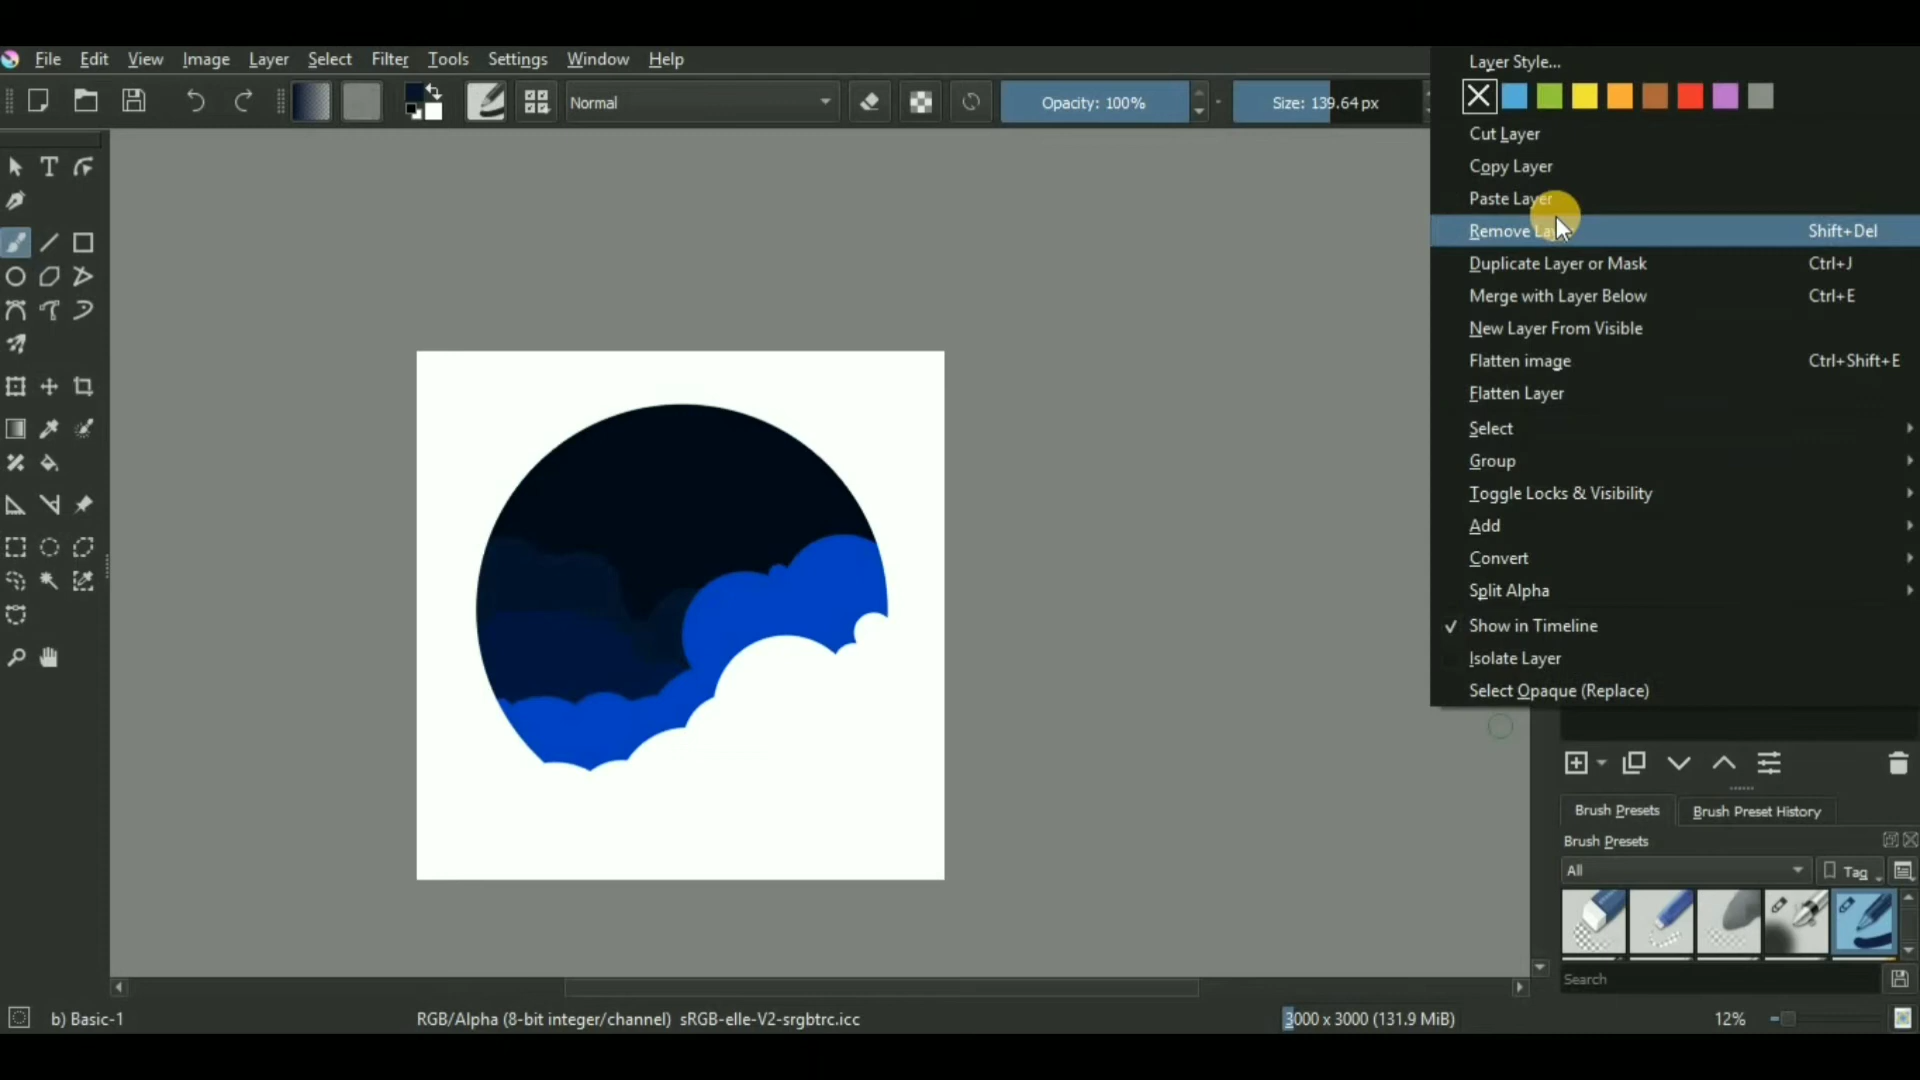 File Edit View Image Layer Select Filter Tools Settings Window Help
Normal Opacity: 100% Size: 139.64 px
Layer Style...
Cut Layer
Copy Layer
Paste Layer
Remove Layer Shift+Del
Duplicate Layer or Mask Ctrl+J
Merge with Layer Below Ctrl+E
New Layer From Visible
Flatten image Ctrl+Shift+E
Flatten Layer
Select
Group
Toggle Locks & Visibility
Add
Convert
Split Alpha
Show in Timeline
Isolate Layer
Select Opaque (Replace)
Brush Presets Brush Preset History
Brush Presets
All Tag
Search
b) Basic-1 RGB/Alpha (8-bit integer/channel) sRGB-elle-V2-srgbtrc.icc 3000 x 3000 (131.9 MiB) 12%